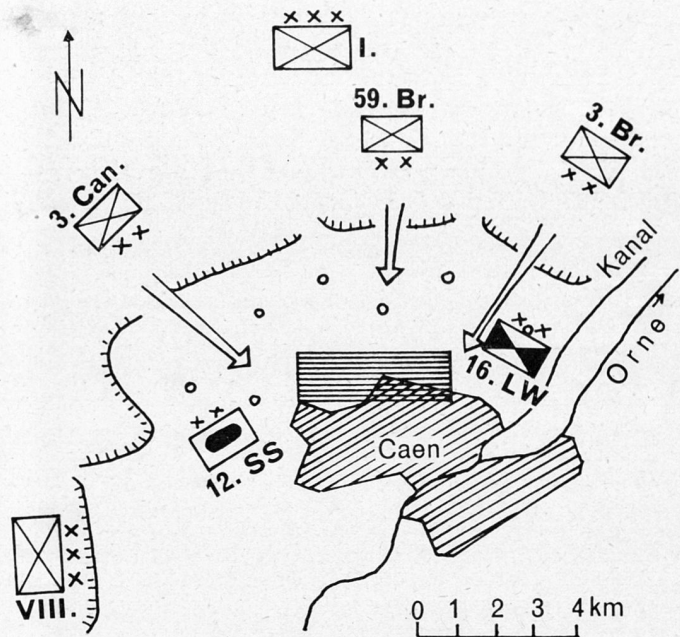 x x x
I.
N
59. Br.
x x
3. Br.
x x
3. Can.
x x
Kanal
Orne
x x
16. LW
x x
12. SS
Caen
x
x
x
VIII.
0 1 2 3 4 km